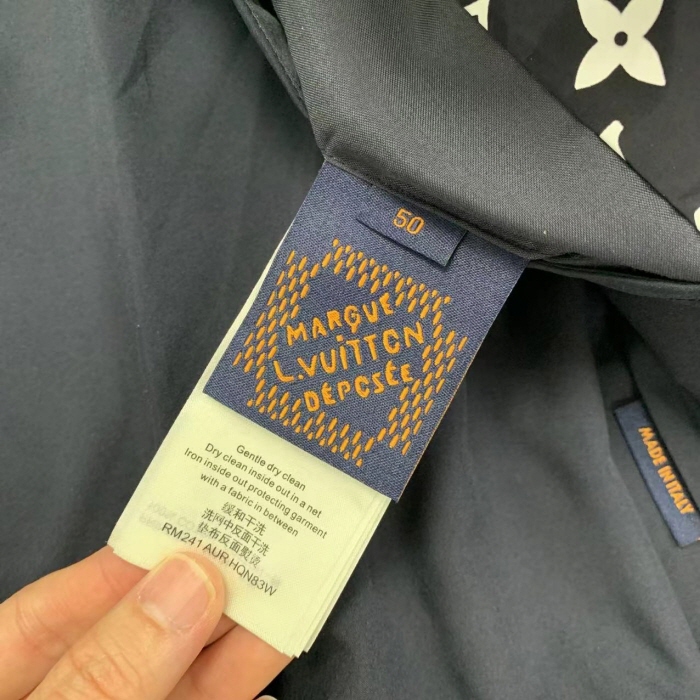 50
MARQUE
L.VUITTON
DÉPOSÉE
Gentle dry clean
Dry clean inside out in a net
Iron inside out protecting garment
with a fabric in between
缓和干洗
洗网中反面干洗
垫布反面熨烫
RM241 AUR HQN83W
MADE IN ITALY